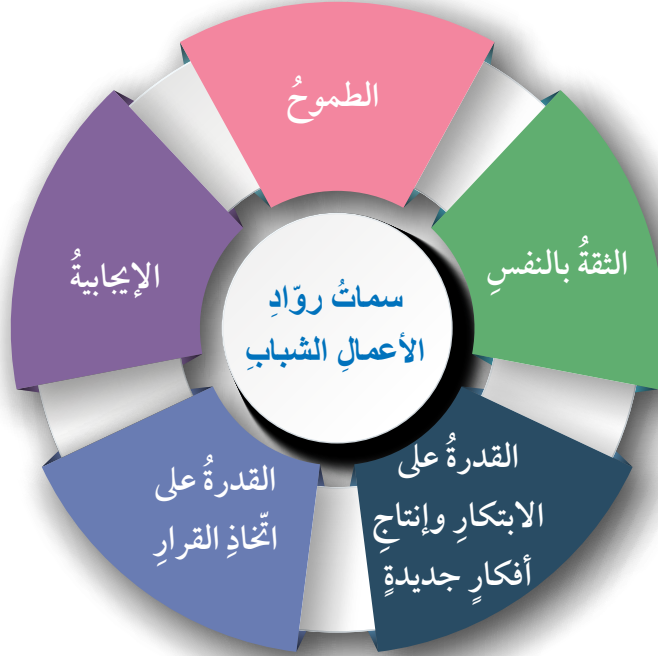 سماتُ روّادِ
الأعمالِ الشبابِ
الطموحُ
الثقةُ بالنفسِ
القدرةُ على
الابتكارِ وإنتاجِ
أفكارٍ جديدةٍ
القدرةُ على
اتّخاذِ القرارِ
الإيجابيةُ